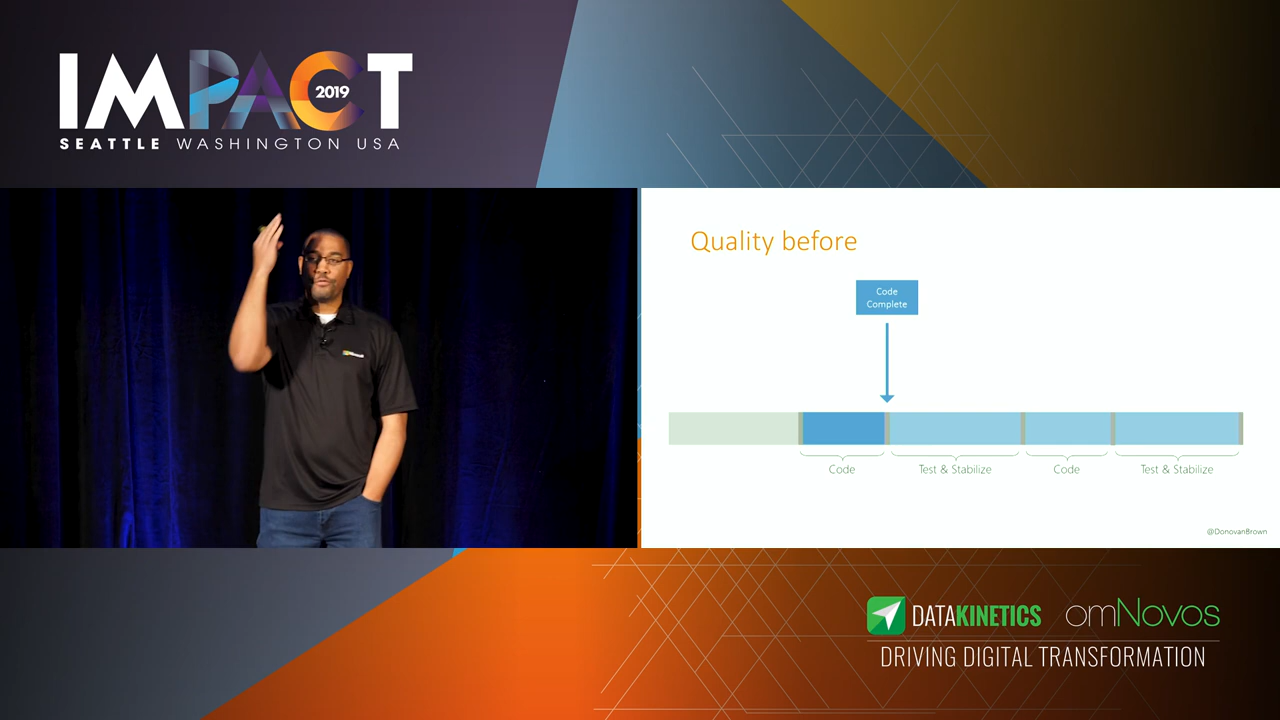 IMPACT
2019
SEATTLE WASHINGTON USA
Quality before
Code
Complete
Code
Test & Stabilize
Code
Test & Stabilize
@DonovanBrown
DATAKINETICS
omNovos
DRIVING DIGITAL TRANSFORMATION